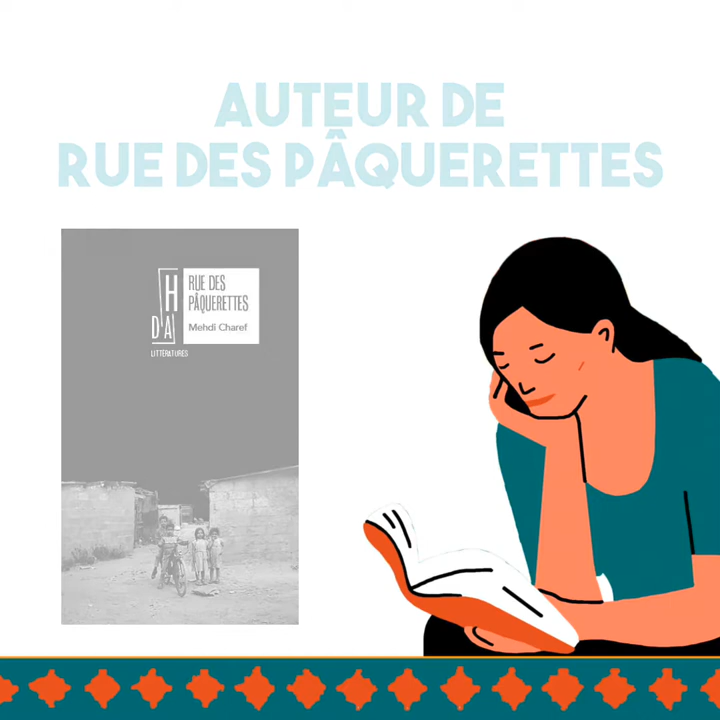 AUTEUR DE
RUE DES PÂQUERETTES
H
D'A
LITTÉRATURES
RUE DES
PÂQUERETTES
Mehdi Charef